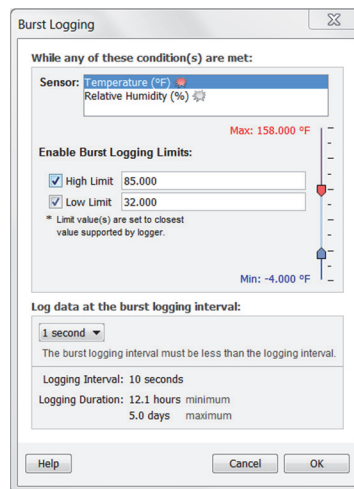 Burst Logging
While any of these condition(s) are met:
Sensor: Temperature (°F)
Relative Humidity (%)
Max: 158.000 °F
Enable Burst Logging Limits:
High Limit 85.000
Low Limit 32.000
* Limit value(s) are set to closest
value supported by logger.
Min: -4.000 °F
Log data at the burst logging interval:
1 second
The burst logging interval must be less than the logging interval.
Logging Interval: 10 seconds
Logging Duration: 12.1 hours minimum
5.0 days maximum
Help Cancel OK